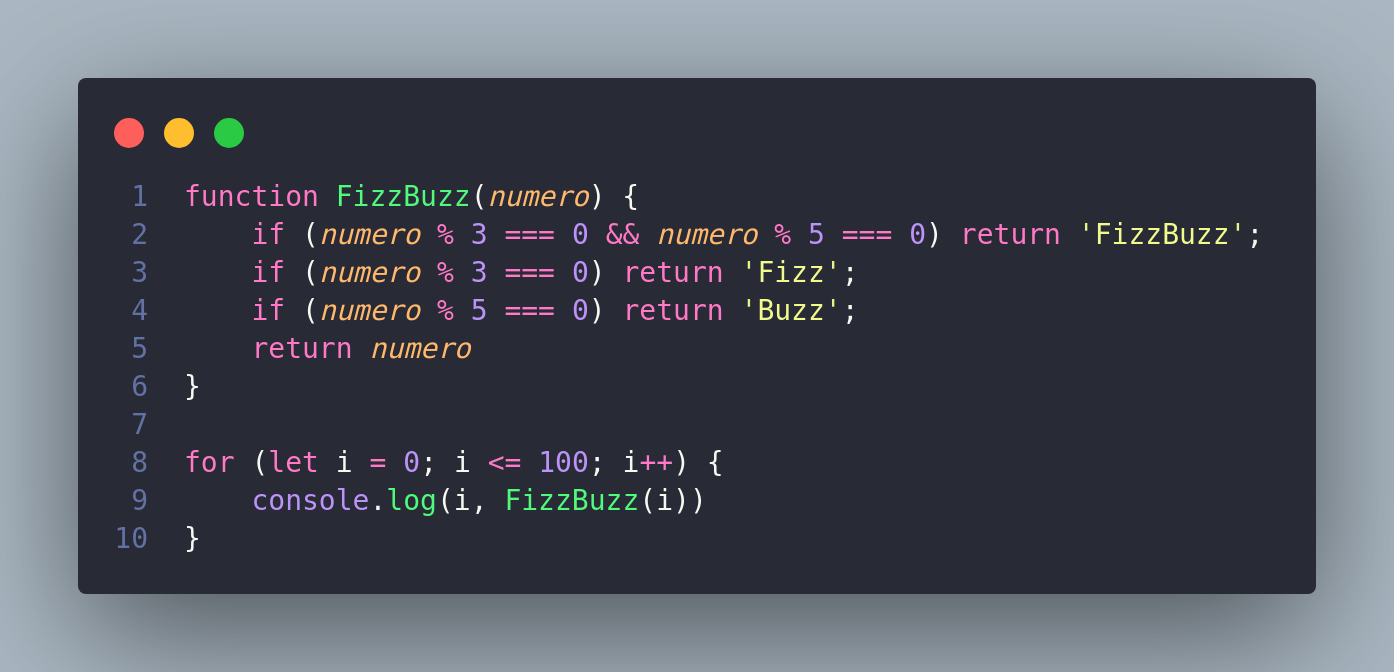 1 function FizzBuzz(numero) {
2     if (numero % 3 === 0 && numero % 5 === 0) return 'FizzBuzz';
3     if (numero % 3 === 0) return 'Fizz';
4     if (numero % 5 === 0) return 'Buzz';
5     return numero
6 }
7
8 for (let i = 0; i <= 100; i++) {
9     console.log(i, FizzBuzz(i))
10 }